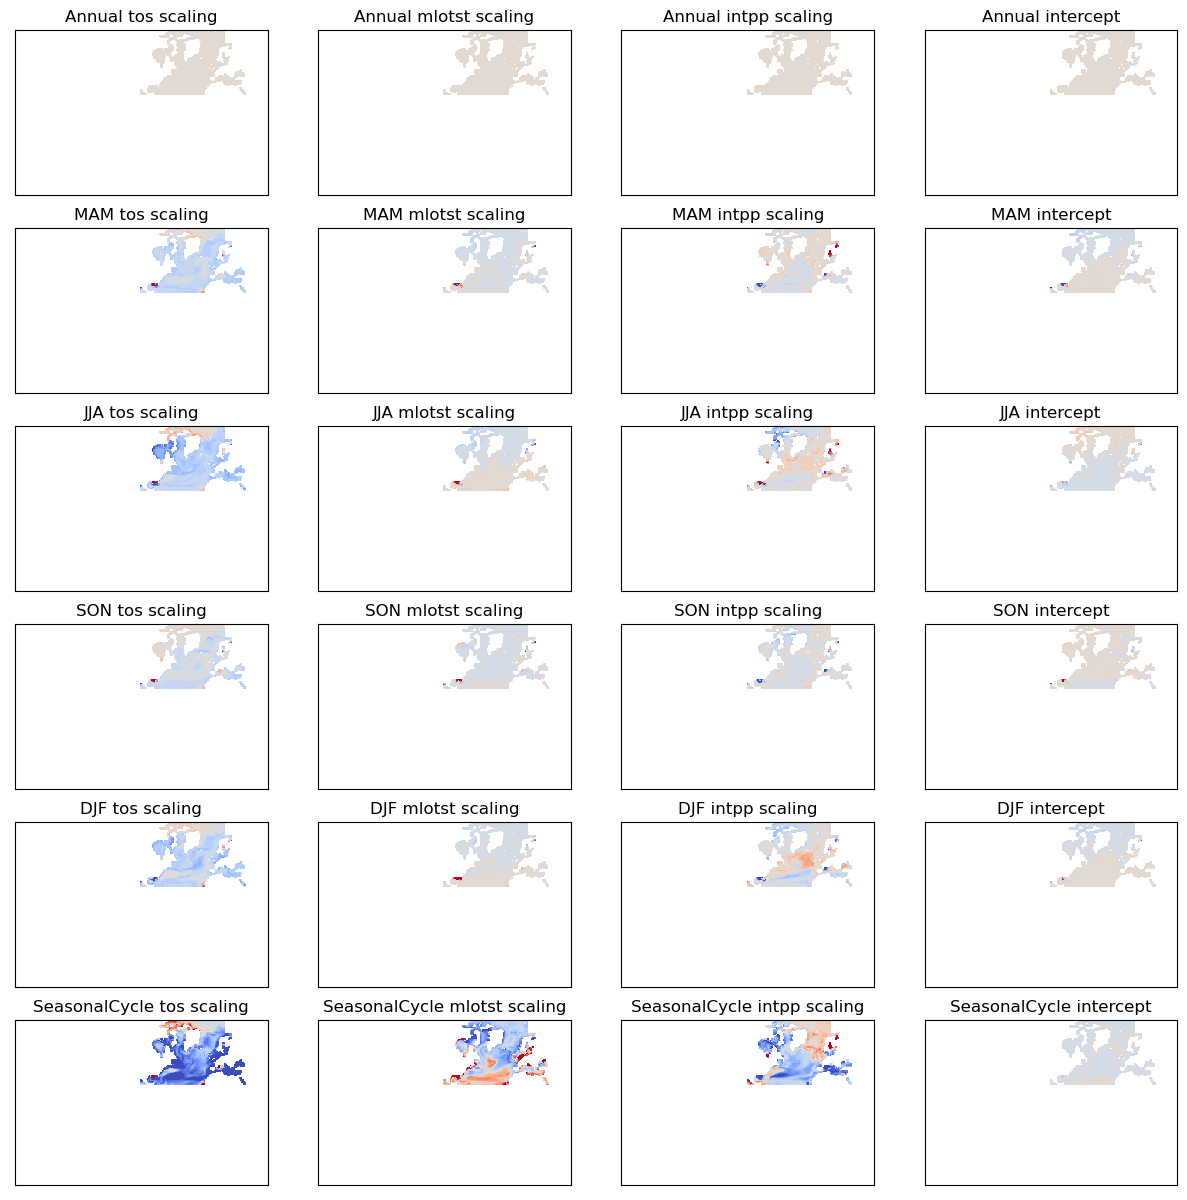 Annual tos scaling
Annual mlotst scaling
Annual intpp scaling
Annual intercept
MAM tos scaling
MAM mlotst scaling
MAM intpp scaling
MAM intercept
JJA tos scaling
JJA mlotst scaling
JJA intpp scaling
JJA intercept
SON tos scaling
SON mlotst scaling
SON intpp scaling
SON intercept
DJF tos scaling
DJF mlotst scaling
DJF intpp scaling
DJF intercept
SeasonalCycle tos scaling
SeasonalCycle mlotst scaling
SeasonalCycle intpp scaling
SeasonalCycle intercept